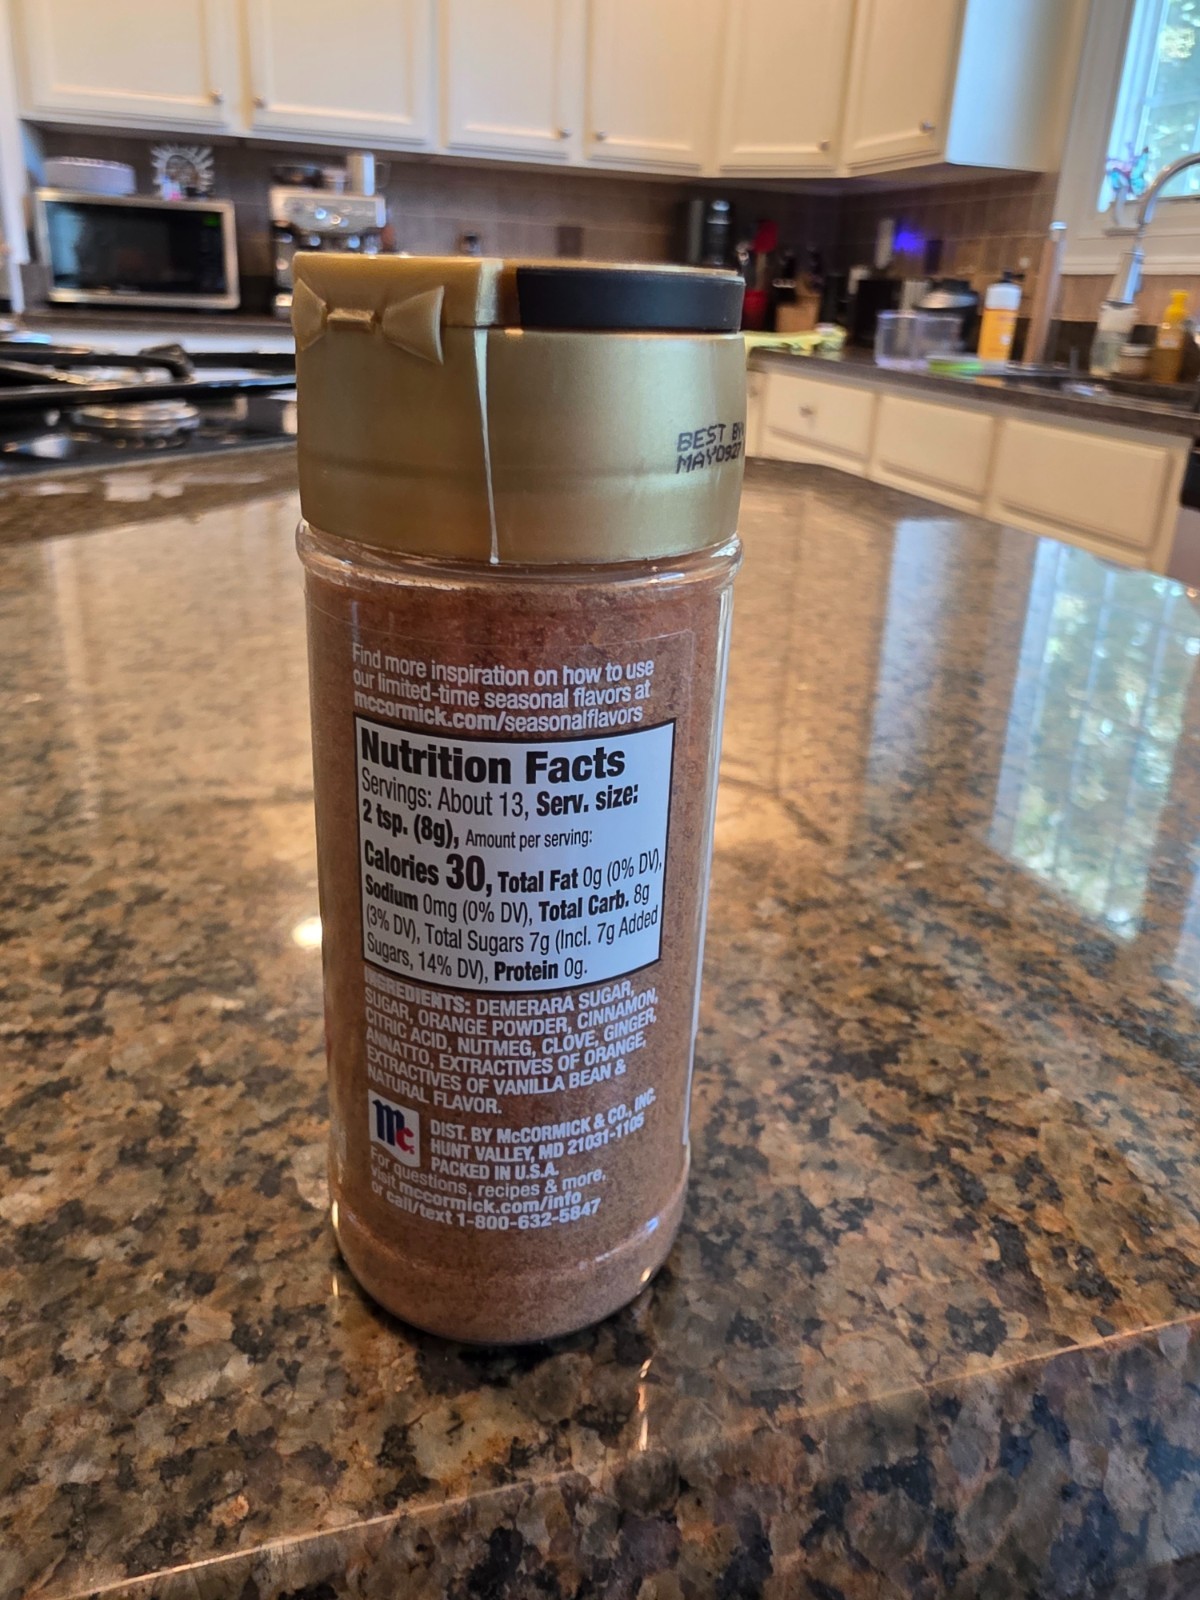 BEST BY
MAY0927
Find more inspiration on how to use
our limited-time seasonal flavors at
mccormick.com/seasonalflavors
Nutrition Facts
Servings: About 13, Serv. size:
2 tsp. (8g), Amount per serving:
Calories 30, Total Fat 0g (0% DV),
Sodium 0mg (0% DV), Total Carb. 8g
(3% DV), Total Sugars 7g (Incl. 7g Added
Sugars, 14% DV), Protein 0g.
INGREDIENTS: DEMERARA SUGAR,
SUGAR, ORANGE POWDER, CINNAMON,
CITRIC ACID, NUTMEG, CLOVE, GINGER,
ANNATTO, EXTRACTIVES OF ORANGE,
EXTRACTIVES OF VANILLA BEAN &
NATURAL FLAVOR.
Mc
DIST. BY McCORMICK & CO., INC.
HUNT VALLEY, MD 21031-1105
PACKED IN U.S.A.
For questions, recipes & more,
visit mccormick.com/info
or call/text 1-800-632-5847